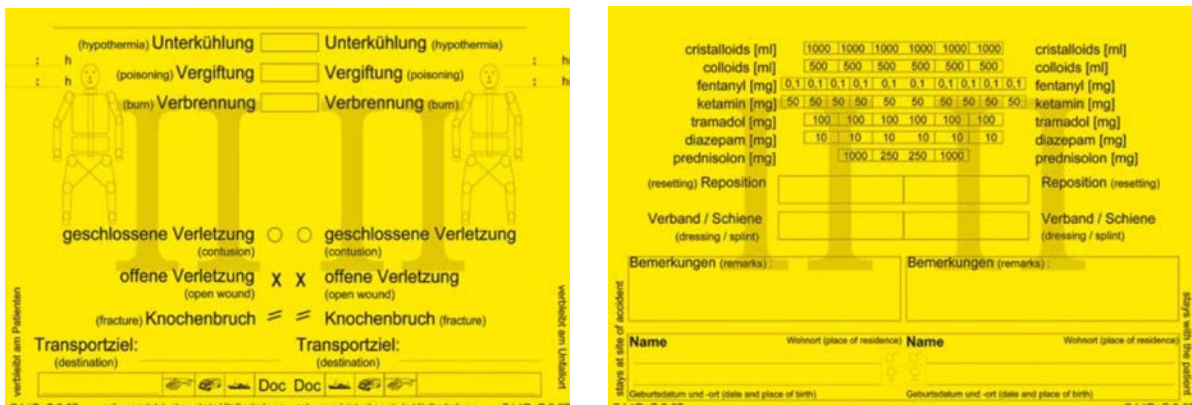 (hypothermia) Unterkühlung Unterkühlung (hypothermia)
: h : h
(poisoning) Vergiftung Vergiftung (poisoning)
: h : h
(burn) Verbrennung Verbrennung (burn)
II II
geschlossene Verletzung geschlossene Verletzung
(contusion) (contusion)
offene Verletzung X X offene Verletzung
(open wound) (open wound)
(fracture) Knochenbruch = = Knochenbruch (fracture)
verbleibt am Patienten
verbleibt am Unfallort
Transportziel: Transportziel:
(destination) (destination)
Doc Doc
cristalloids [ml] 1000 1000 1000 1000 1000 1000 cristalloids [ml]
colloids [ml] 500 500 500 500 500 500 colloids [ml]
fentanyl [mg] 0,1 0,1 0,1 0,1 0,1 0,1 0,1 0,1 0,1 0,1 fentanyl [mg]
ketamin [mg] 50 50 50 50 50 50 50 50 50 50 ketamin [mg]
tramadol [mg] 100 100 100 100 100 100 tramadol [mg]
diazepam [mg] 10 10 10 10 10 10 diazepam [mg]
prednisolon [mg] 1000 250 250 1000 prednisolon [mg]
II II
(resetting) Reposition Reposition (resetting)
Verband / Schiene Verband / Schiene
(dressing / splint) (dressing / splint)
Bemerkungen (remarks) : Bemerkungen (remarks) :
stays at site of accident
stays with the patient
Name Wohnort (place of residence) Name Wohnort (place of residence)
Geburtsdatum und -ort (date and place of birth) Geburtsdatum und -ort (date and place of birth)